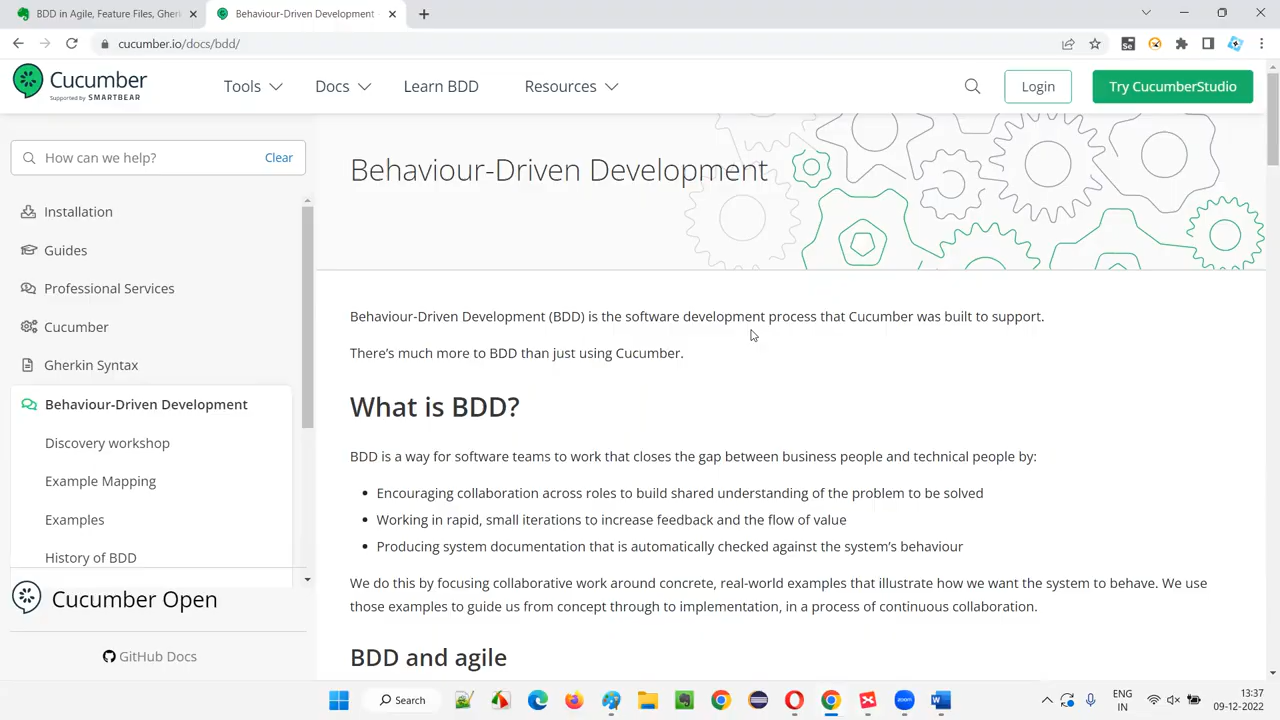 BDD in Agile, Feature Files, Gherk
Behaviour-Driven Development -
cucumber.io/docs/bdd/
Cucumber
Supported by SMARTBEAR
Tools
Docs
Learn BDD
Resources
Login
Try CucumberStudio
How can we help?
Clear
Installation
Guides
Professional Services
Cucumber
Gherkin Syntax
Behaviour-Driven Development
Discovery workshop
Example Mapping
Examples
History of BDD
Cucumber Open
GitHub Docs
Behaviour-Driven Development
Behaviour-Driven Development (BDD) is the software development process that Cucumber was built to support.
There's much more to BDD than just using Cucumber.
What is BDD?
BDD is a way for software teams to work that closes the gap between business people and technical people by:
• Encouraging collaboration across roles to build shared understanding of the problem to be solved
• Working in rapid, small iterations to increase feedback and the flow of value
• Producing system documentation that is automatically checked against the system's behaviour
We do this by focusing collaborative work around concrete, real-world examples that illustrate how we want the system to behave. We use
those examples to guide us from concept through to implementation, in a process of continuous collaboration.
BDD and agile
Search
zoom
ENG
IN
13:37
09-12-2022